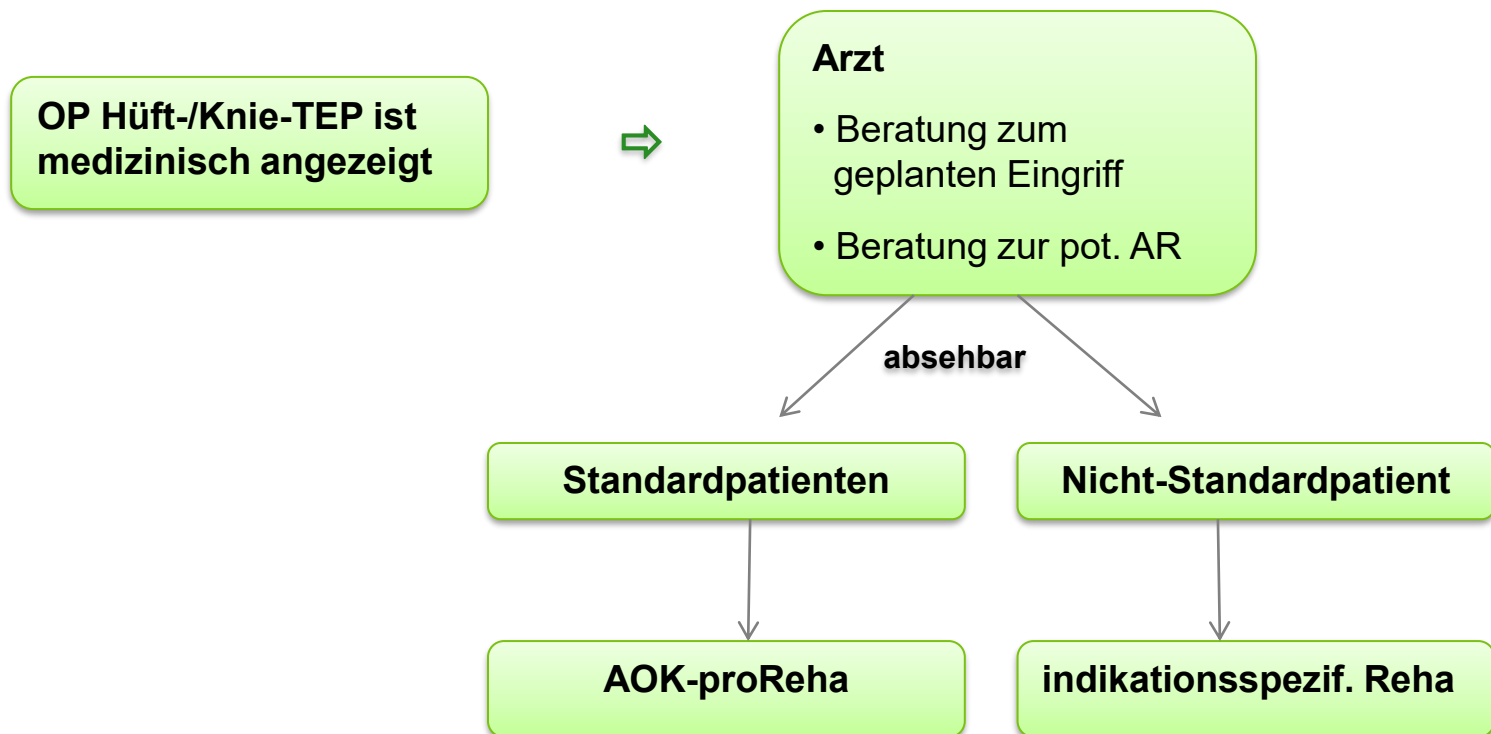 OP Hüft-/Knie-TEP ist
medizinisch angezeigt
Arzt
• Beratung zum
geplanten Eingriff
• Beratung zur pot. AR
absehbar
Standardpatienten
Nicht-Standardpatient
AOK-proReha
indikationsspezif. Reha